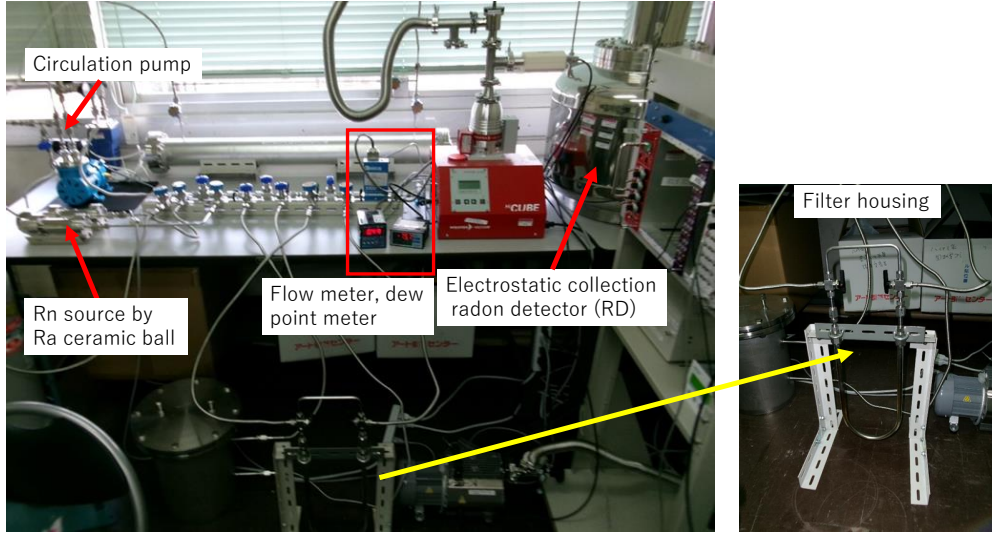 Circulation pump
Filter housing
HiCUBE
Flow meter, dew
point meter
Electrostatic collection
radon detector (RD)
Rn source by
Ra ceramic ball